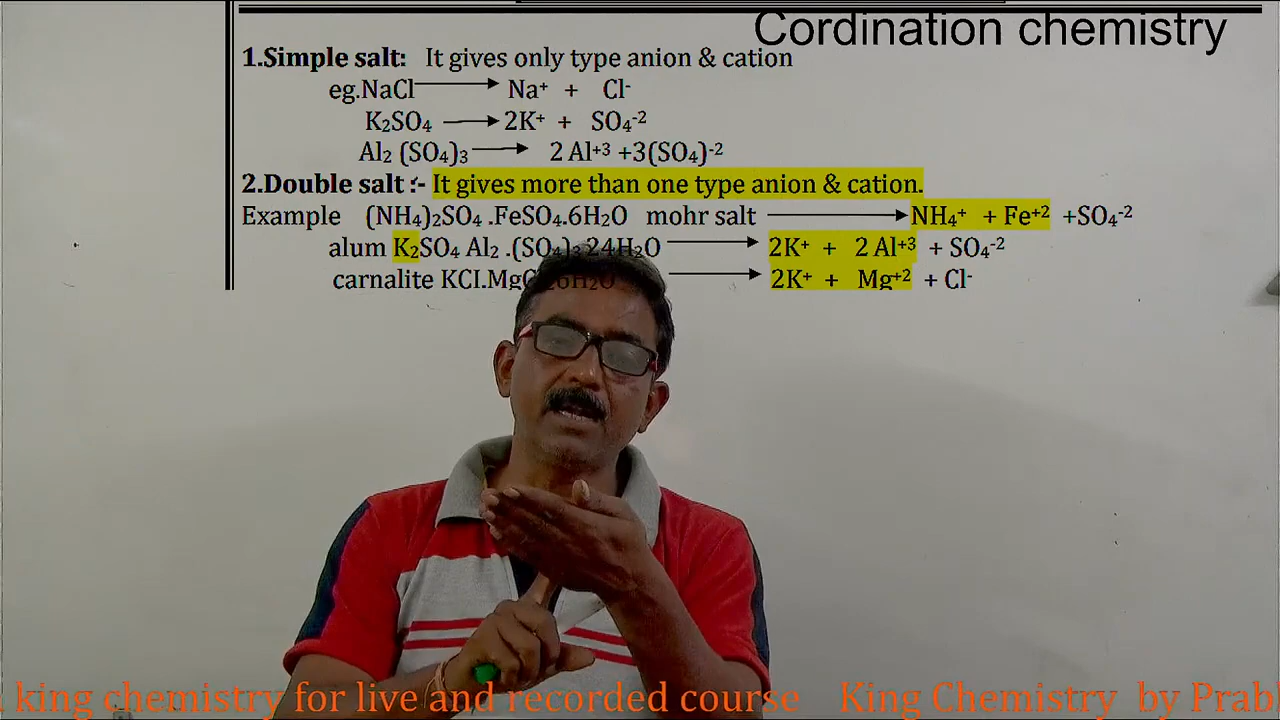 Cordination chemistry
1.Simple salt: It gives only type anion & cation
eg.NaCl ⟶ Na⁺ + Cl⁻
K₂SO₄ ⟶ 2K⁺ + SO₄⁻²
Al₂ (SO₄)₃ ⟶ 2 Al⁺³ +3(SO₄)⁻²
2.Double salt :- It gives more than one type anion & cation.
Example (NH₄)₂SO₄ .FeSO₄.6H₂O mohr salt ⟶ NH₄⁺ + Fe⁺² +SO₄⁻²
alum K₂SO₄ Al₂ .(SO₄)₃ 24H₂O ⟶ 2K⁺ + 2 Al⁺³ + SO₄⁻²
carnalite KCl.MgCl 6H₂O ⟶ 2K⁺ + Mg⁺² + Cl⁻
king chemistry for live and recorded course King Chemistry by